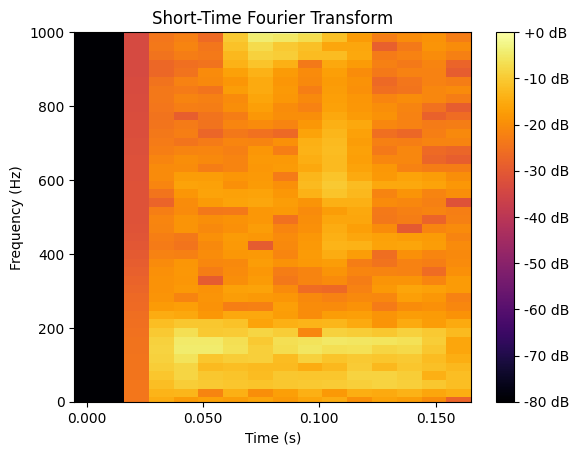 Short-Time Fourier Transform
1000
800
600
400
200
0
Frequency (Hz)
0.000
0.050
0.100
0.150
Time (s)
+0 dB
-10 dB
-20 dB
-30 dB
-40 dB
-50 dB
-60 dB
-70 dB
-80 dB